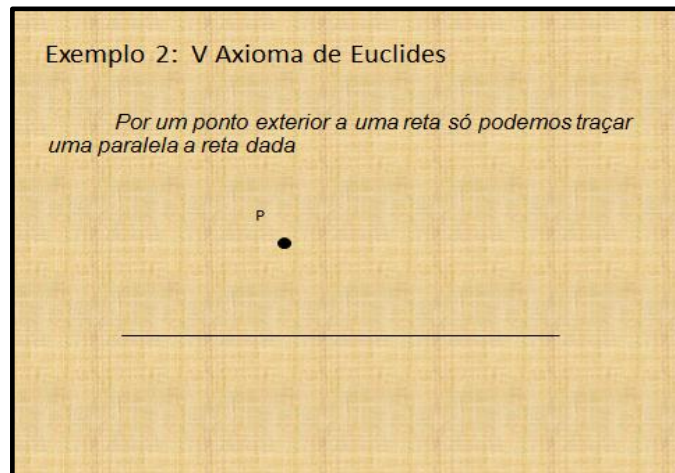 Exemplo 2: V Axioma de Euclides
Por um ponto exterior a uma reta só podemos traçar
uma paralela a reta dada
P